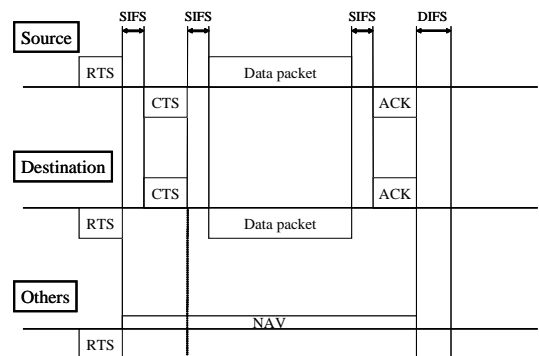 SIFS SIFS SIFS DIFS
Source
RTS Data packet
CTS ACK
Destination
CTS ACK
RTS Data packet
Others
NAV
RTS